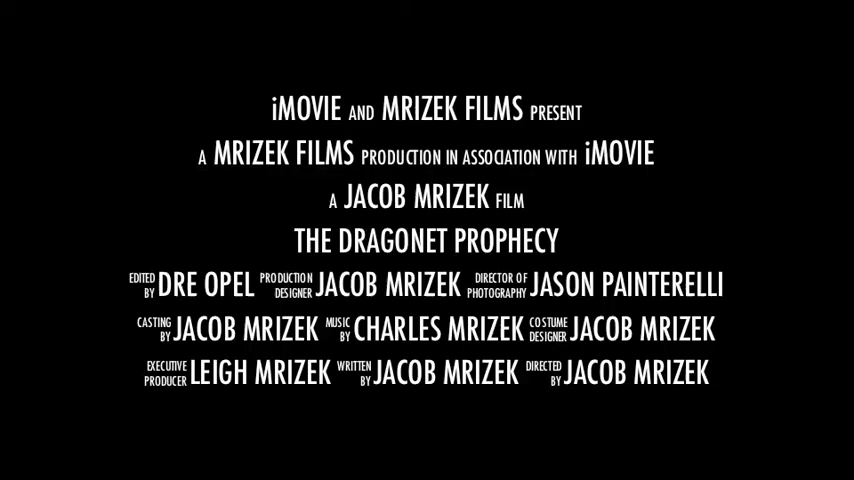 iMOVIE AND MRIZEK FILMS PRESENT
A MRIZEK FILMS PRODUCTION IN ASSOCIATION WITH iMOVIE
A JACOB MRIZEK FILM
THE DRAGONET PROPHECY
EDITED BY DRE OPEL PRODUCTION DESIGNER JACOB MRIZEK DIRECTOR OF PHOTOGRAPHY JASON PAINTERELLI
CASTING BY JACOB MRIZEK MUSIC BY CHARLES MRIZEK COSTUME DESIGNER JACOB MRIZEK
EXECUTIVE PRODUCER LEIGH MRIZEK WRITTEN BY JACOB MRIZEK DIRECTED BY JACOB MRIZEK